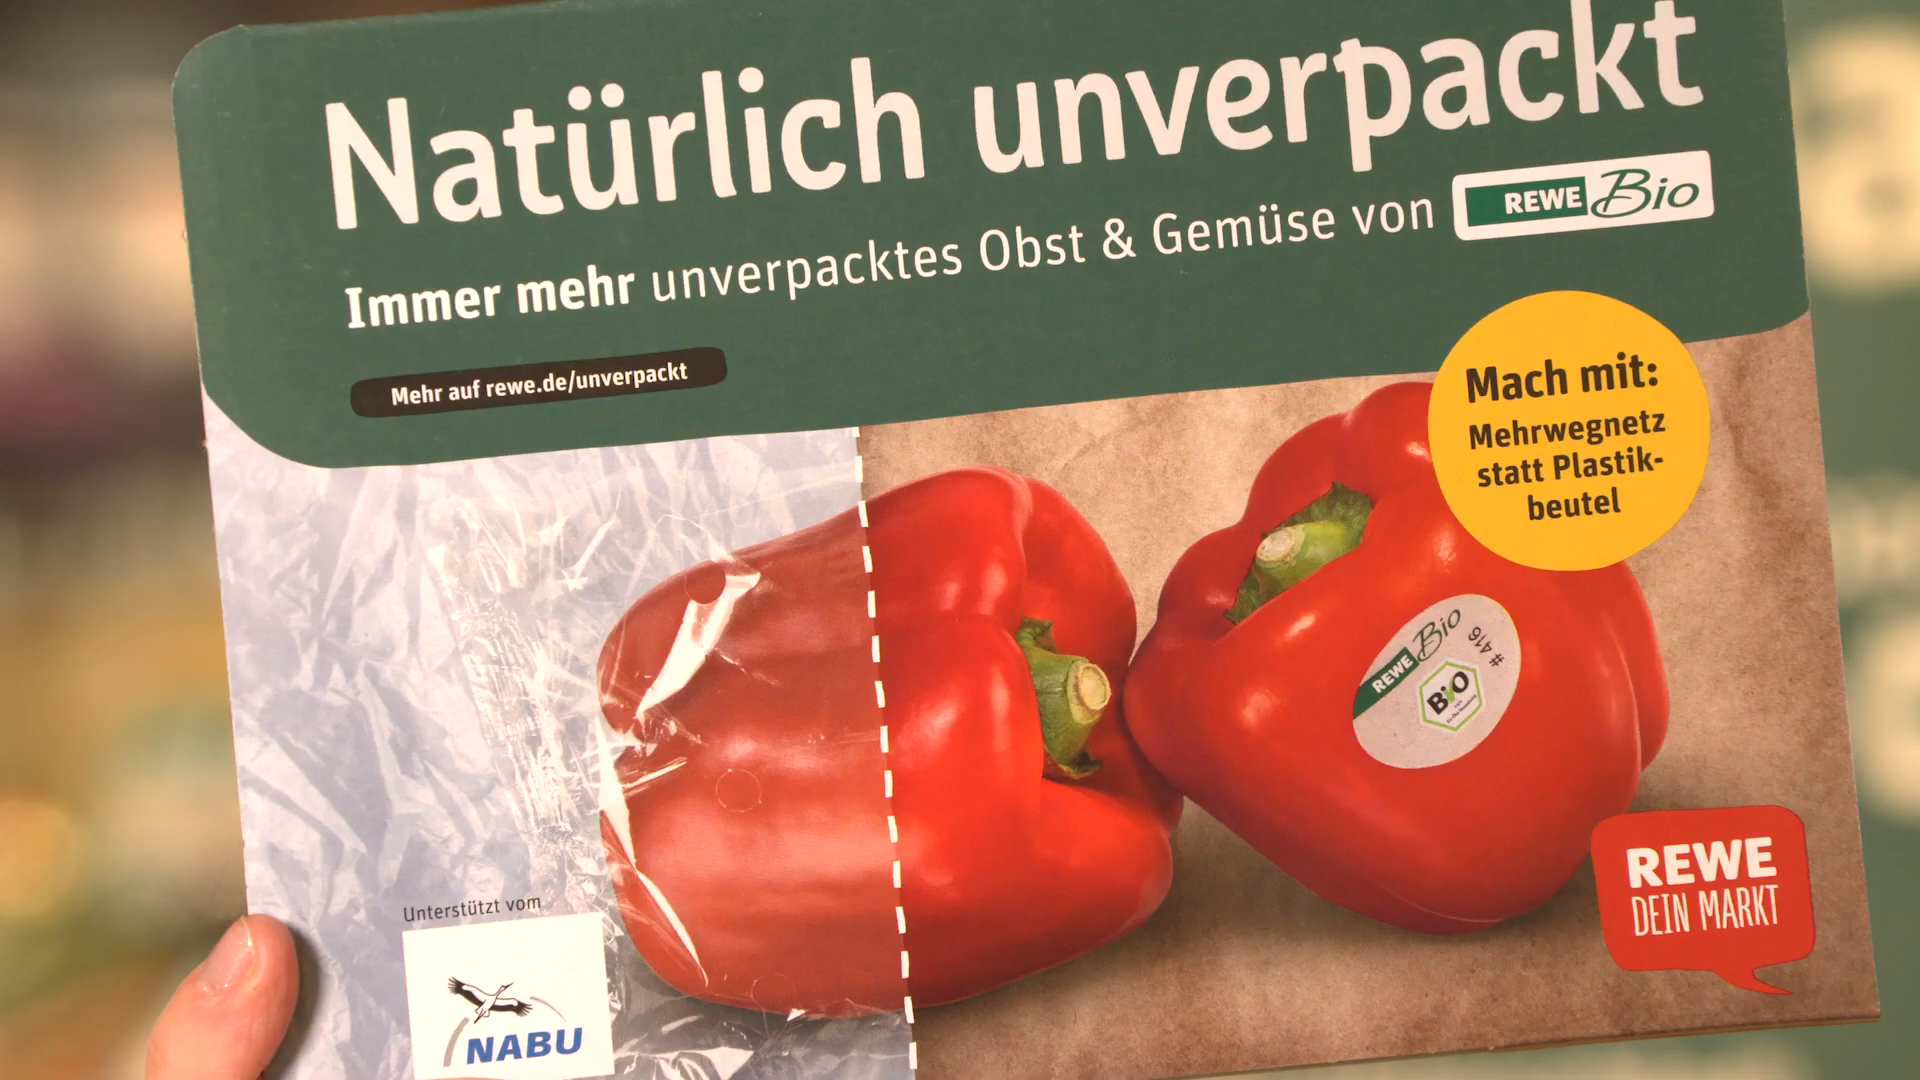 Natürlich unverpackt
Immer mehr unverpacktes Obst & Gemüse von REWE Bio
Mehr auf rewe.de/unverpackt
Mach mit:
Mehrwegnetz
statt Plastik-
beutel
REWE Bio
#416
BIO
REWE
DEIN MARKT
Unterstützt vom
NABU